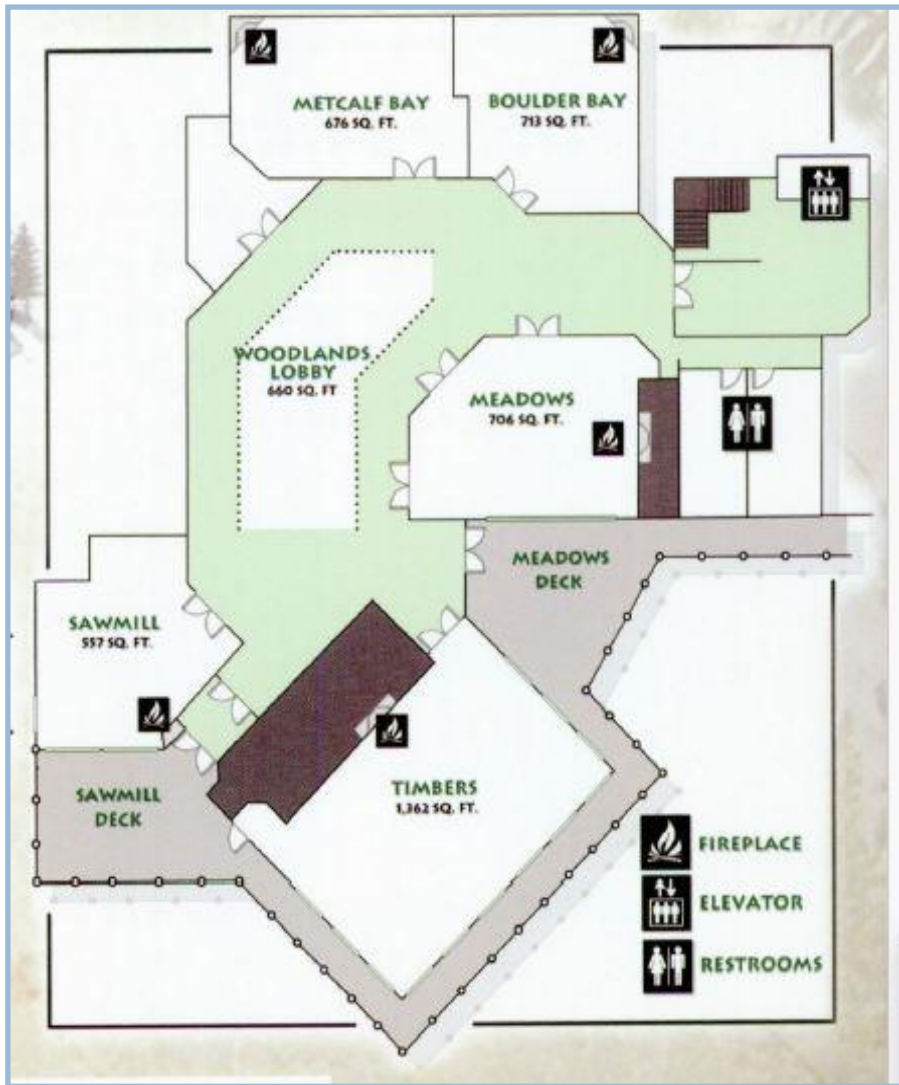 METCALF BAY
676 SQ. FT.
BOULDER BAY
713 SQ. FT.
WOODLANDS
LOBBY
660 SQ. FT
MEADOWS
706 SQ. FT.
MEADOWS
DECK
SAWMILL
557 SQ. FT.
SAWMILL
DECK
TIMBERS
1,362 SQ. FT.
FIREPLACE
ELEVATOR
RESTROOMS